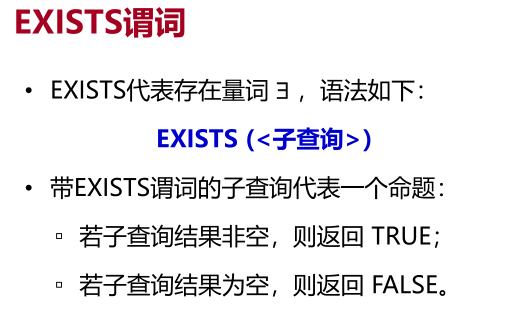 EXISTS谓词
• EXISTS代表存在量词 ∃ ，语法如下：
EXISTS (<子查询>)
• 带EXISTS谓词的子查询代表一个命题：
▫ 若子查询结果非空，则返回 TRUE；
▫ 若子查询结果为空，则返回 FALSE。